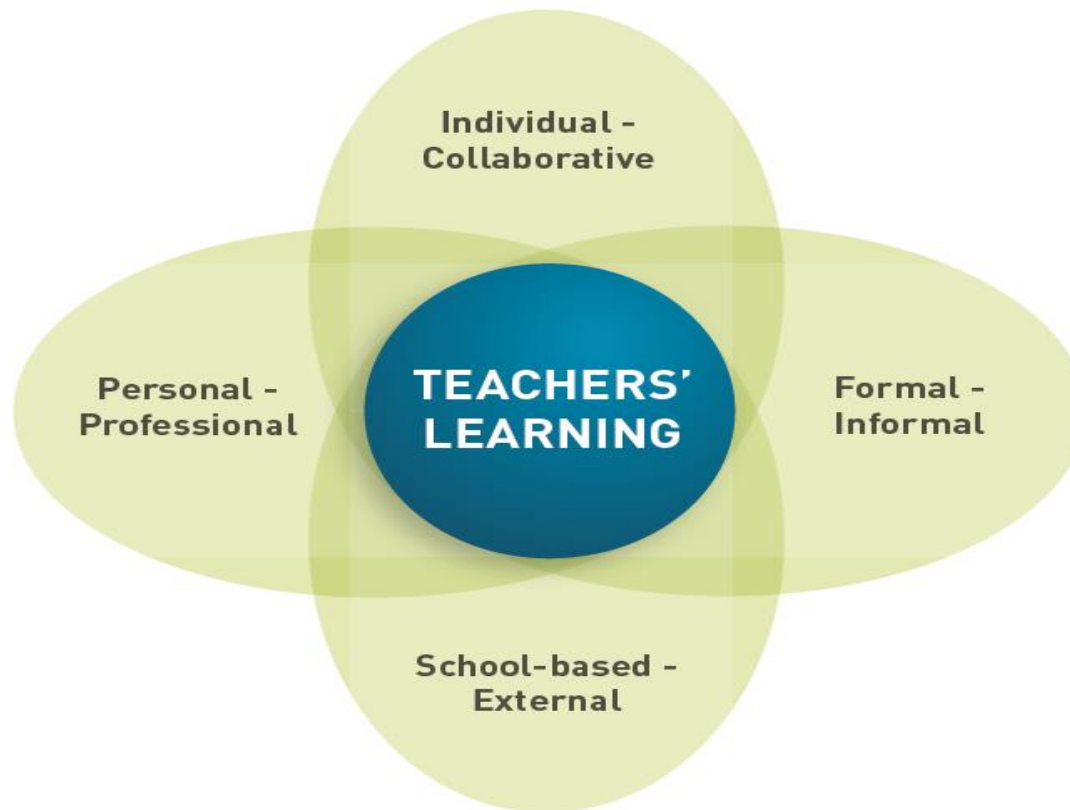 Individual -
Collaborative
Personal -
Professional
TEACHERS’
LEARNING
Formal -
Informal
School-based -
External